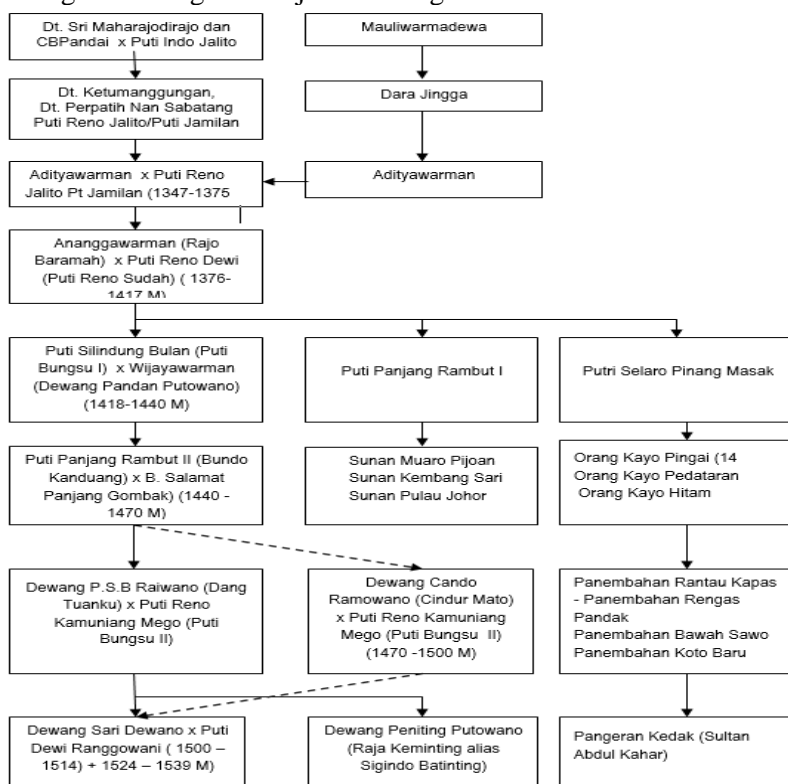 Dt. Sri Maharajodirajo dan
CBPandai x Puti Indo Jalito
Mauliwarmadewa
Dt. Ketumanggungan,
Dt. Perpatih Nan Sabatang
Puti Reno Jalito/Puti Jamilan
Dara Jingga
Adityawarman x Puti Reno
Jalito Pt Jamilan (1347-1375
Adityawarman
Ananggawarman (Rajo
Baramah) x Puti Reno Dewi
(Puti Reno Sudah) ( 1376-
1417 M)
Puti Silindung Bulan (Puti
Bungsu I) x Wijayawarman
(Dewang Pandan Putowano)
(1418-1440 M)
Puti Panjang Rambut I
Putri Selaro Pinang Masak
Puti Panjang Rambut II (Bundo
Kanduang) x B. Salamat
Panjang Gombak) (1440 -
1470 M)
Sunan Muaro Pijoan
Sunan Kembang Sari
Sunan Pulau Johor
Orang Kayo Pingai (14
Orang Kayo Pedataran
Orang Kayo Hitam
Dewang P.S.B Raiwano (Dang
Tuanku) x Puti Reno
Kamuniang Mego (Puti
Bungsu II)
Dewang Cando
Ramowano (Cindur Mato)
x Puti Reno Kamuniang
Mego (Puti Bungsu II)
(1470 -1500 M)
Panembahan Rantau Kapas
- Panembahan Rengas
Pandak
Panembahan Bawah Sawo
Panembahan Koto Baru
Dewang Sari Dewano x Puti
Dewi Ranggowani ( 1500 –
1514) + 1524 – 1539 M)
Dewang Peniting Putowano
(Raja Keminting alias
Sigindo Batinting)
Pangeran Kedak (Sultan
Abdul Kahar)